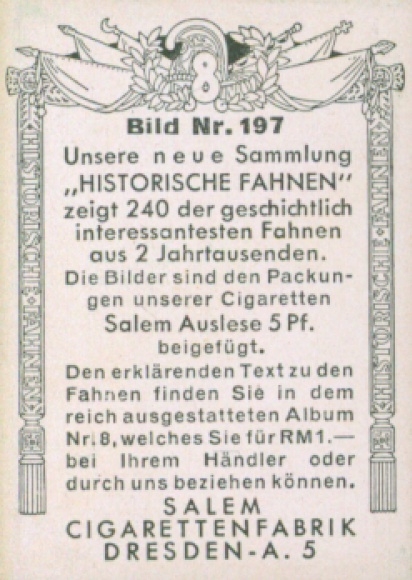 8
Bild Nr. 197
Unsere neue Sammlung
„HISTORISCHE FAHNEN"
zeigt 240 der geschichtlich
interessantesten Fahnen
aus 2 Jahrtausenden.
Die Bilder sind den Packun-
gen unserer Cigaretten
Salem Auslese 5 Pf.
beigefügt.
Den erklärenden Text zu den
Fahnen finden Sie in dem
reich ausgestatteten Album
Nr. 8, welches Sie für RM1.—
bei Ihrem Händler oder
durch uns beziehen können.
SALEM
CIGARETTENFABRIK
DRESDEN-A. 5
HISTORISCHE·FAHNEN
HISTORISCHE·FAHNEN